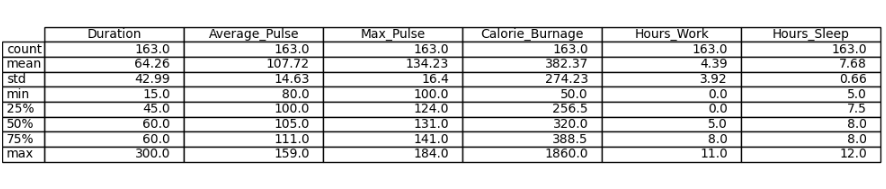 Duration Average_Pulse Max_Pulse Calorie_Burnage Hours_Work Hours_Sleep
count 163.0 163.0 163.0 163.0 163.0 163.0
mean 64.26 107.72 134.23 382.37 4.39 7.68
std 42.99 14.63 16.4 274.23 3.92 0.66
min 15.0 80.0 100.0 50.0 0.0 5.0
25% 45.0 100.0 124.0 256.5 0.0 7.5
50% 60.0 105.0 131.0 320.0 5.0 8.0
75% 60.0 111.0 141.0 388.5 8.0 8.0
max 300.0 159.0 184.0 1860.0 11.0 12.0